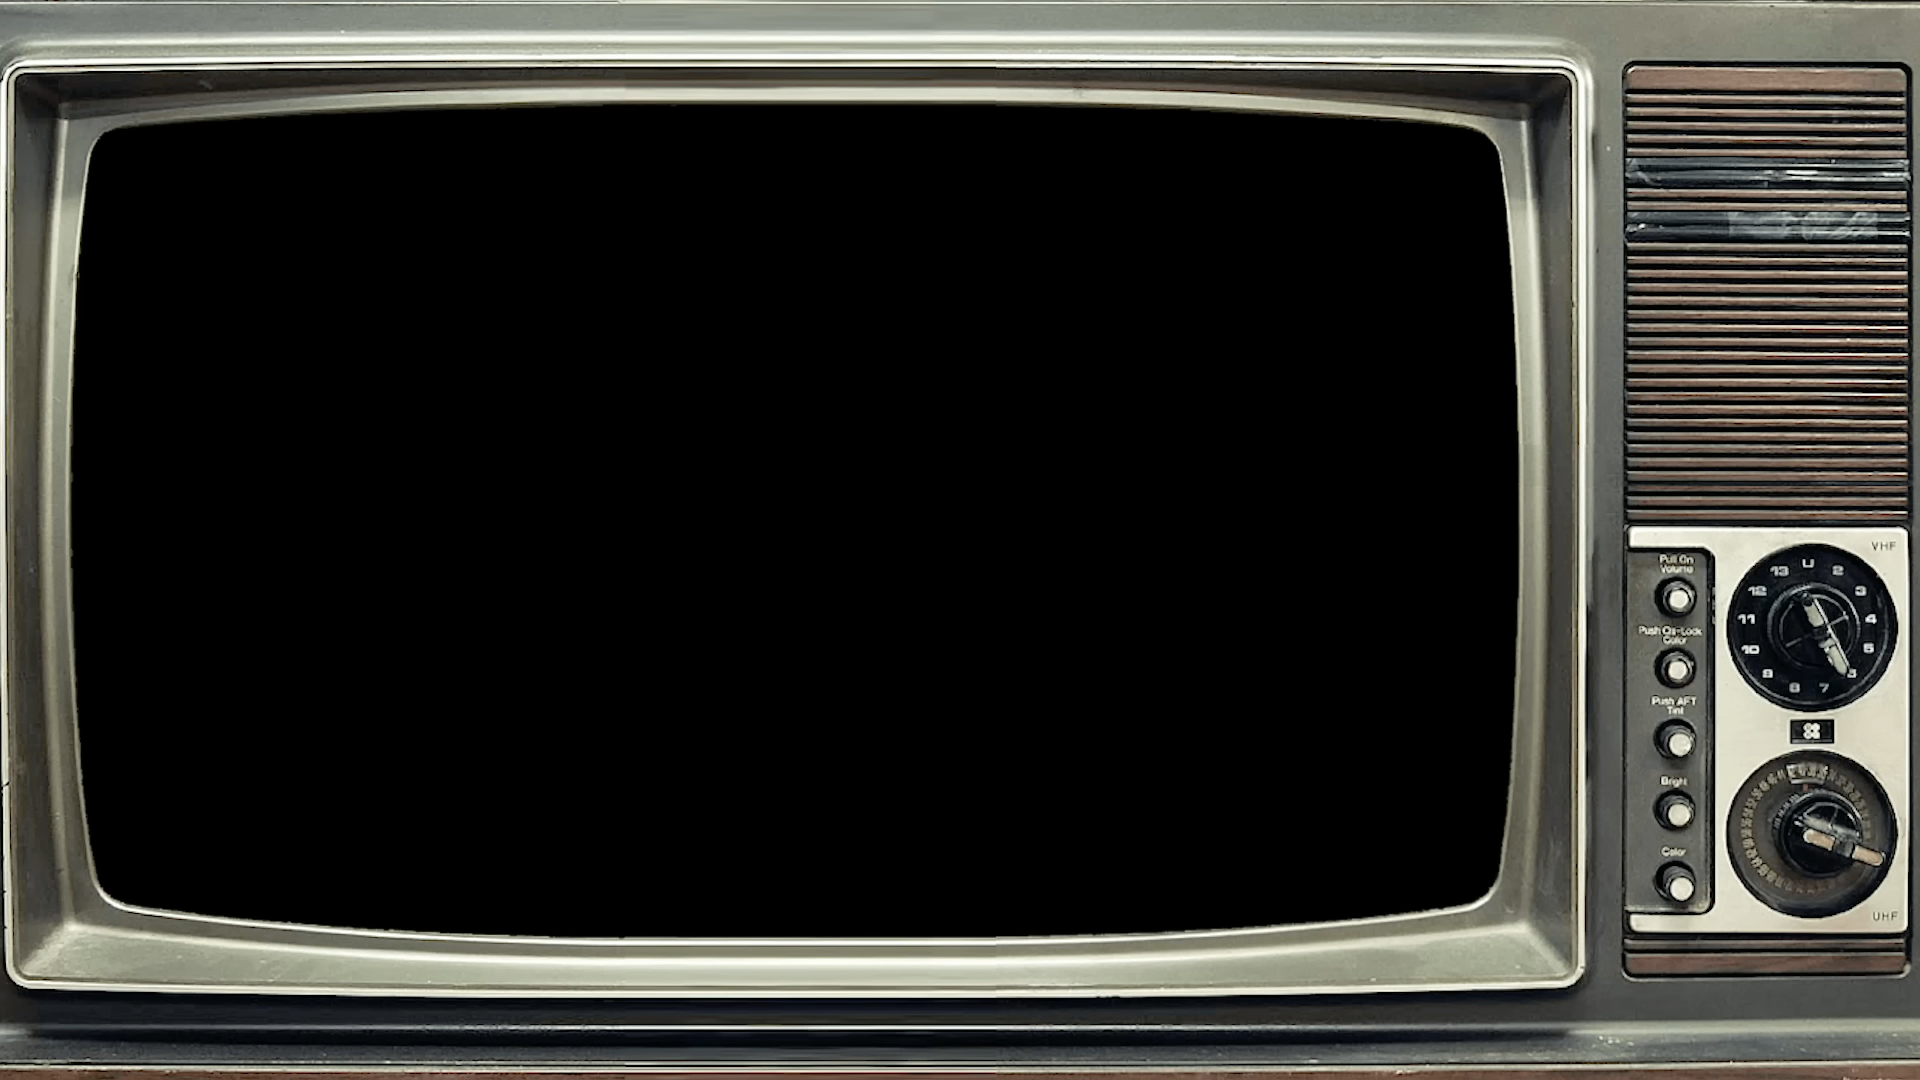 VHF
Pull On
Volume
Push On-Lock
Color
Push AFT
Tint
Bright
Color
U
2
3
4
5
7
8
9
10
11
12
13
UHF